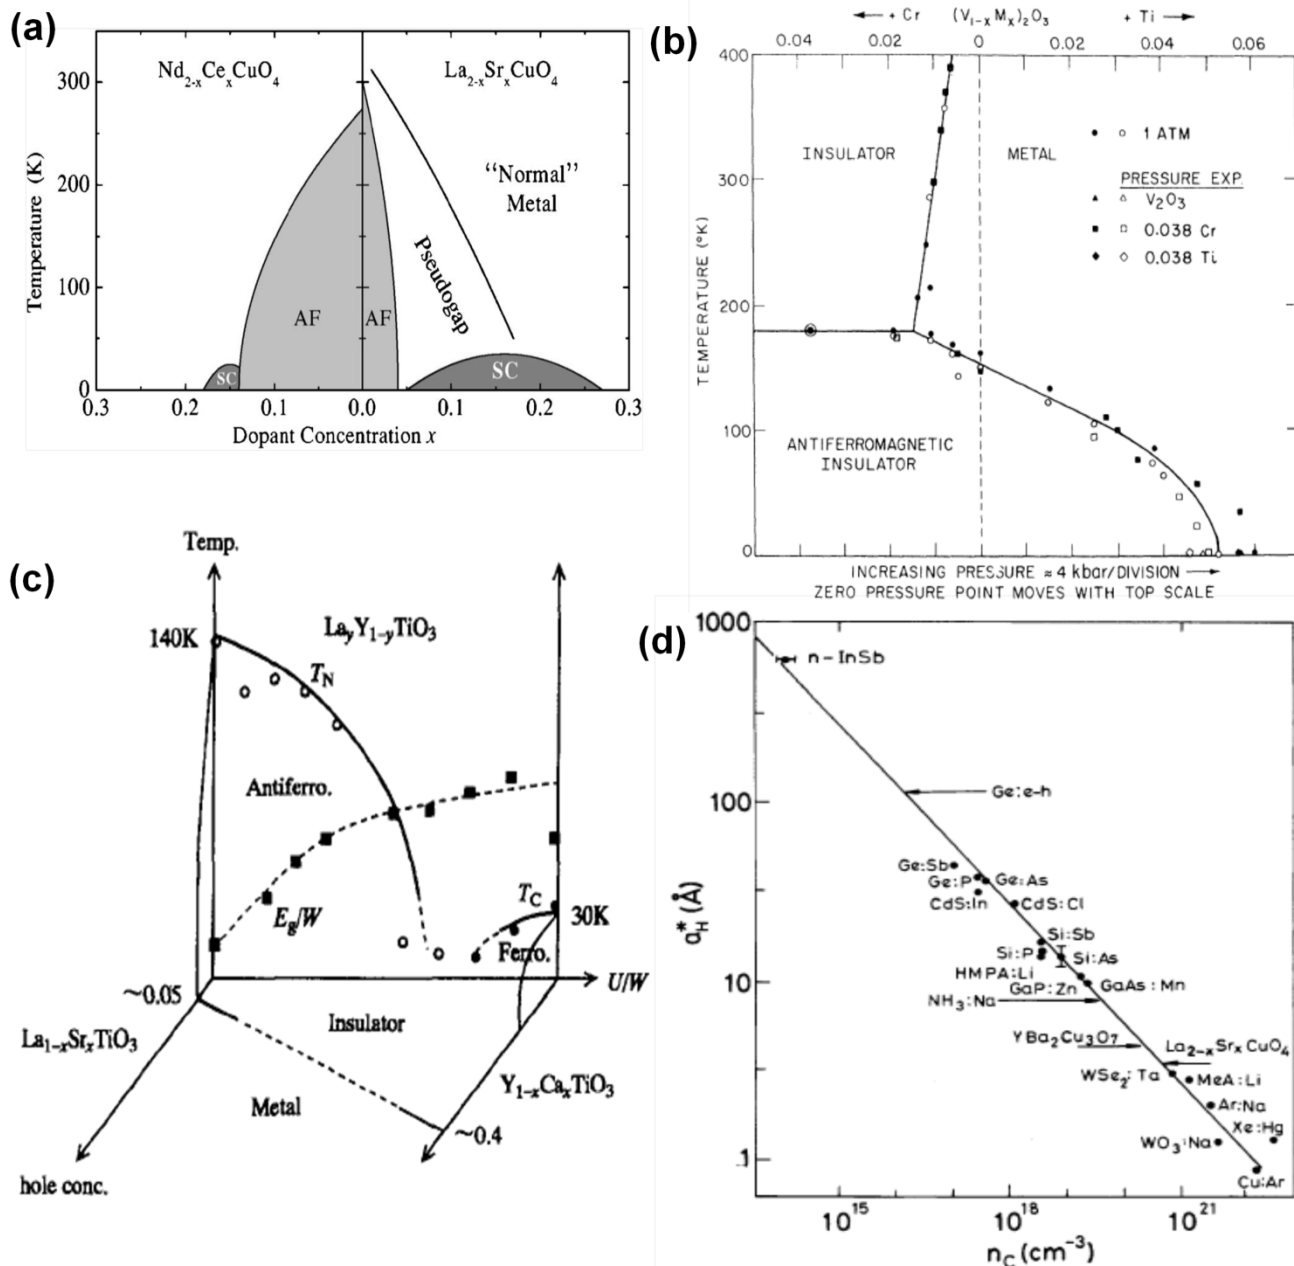 (a)
Nd2-xCexCuO4
La2-xSrxCuO4
300
200
100
0
Temperature (K)
"Normal"
Metal
Pseudogap
AF
AF
SC
SC
0.3
0.2
0.1
0.0
0.1
0.2
0.3
Dopant Concentration x
(b)
+ Cr
(V1-xMx)2O3
+ Ti
0.04
0.02
0
0.02
0.04
0.06
400
300
200
100
0
TEMPERATURE (°K)
INSULATOR
METAL
1 ATM
PRESSURE EXP.
V2O3
0.038 Cr
0.038 Ti
ANTIFERROMAGNETIC
INSULATOR
INCREASING PRESSURE ≈ 4 kbar/DIVISION
ZERO PRESSURE POINT MOVES WITH TOP SCALE
(c)
Temp.
LayY1-yTiO3
140K
TN
Antiferro.
Eg/W
TC
30K
Ferro.
U/W
~0.05
Insulator
La1-xSrxTiO3
Y1-xCaxTiO3
Metal
~0.4
hole conc.
(d)
1000
100
10
1
a*H (Å)
n-InSb
Ge:e-h
Ge:Sb
Ge:P
Ge:As
CdS:In
CdS:Cl
Si:Sb
Si:P
Si:As
HMPA:Li
GaP:Zn
GaAs:Mn
NH3:Na
YBa2Cu3O7
La2-xSrxCuO4
WSe2:Ta
MeA:Li
Ar:Na
Xe:Hg
WO3:Na
Cu:Ar
10^15
10^18
10^21
nC (cm^-3)